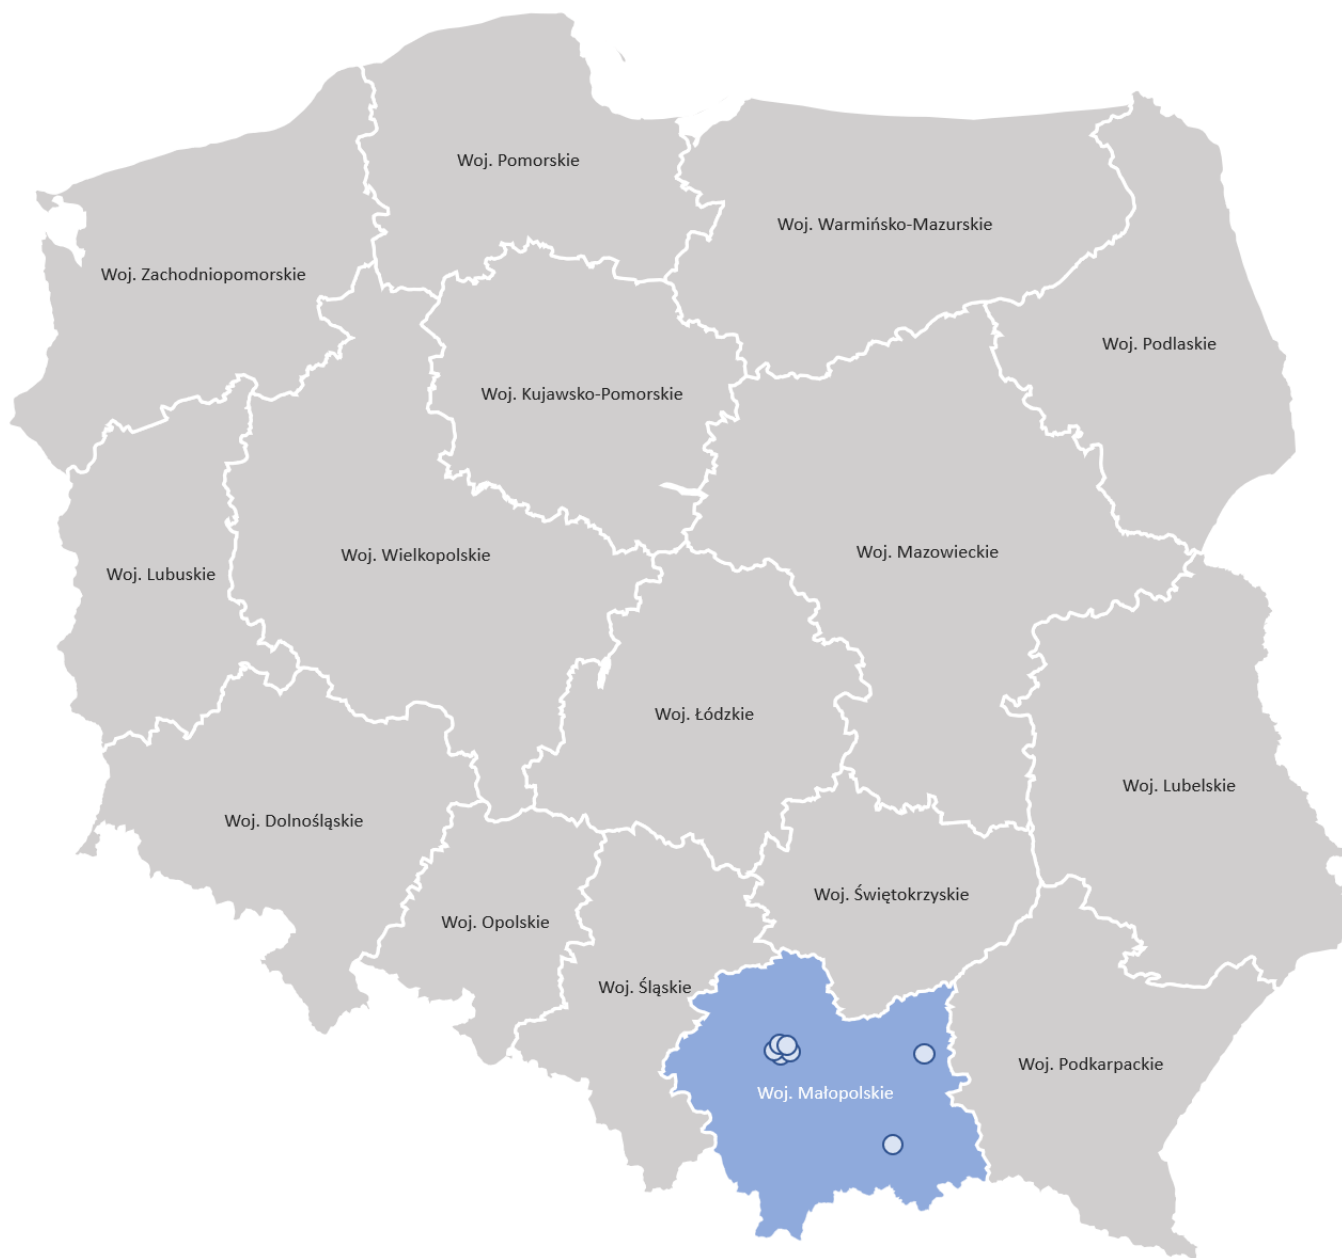 Woj. Pomorskie
Woj. Warmińsko-Mazurskie
Woj. Zachodniopomorskie
Woj. Podlaskie
Woj. Kujawsko-Pomorskie
Woj. Mazowieckie
Woj. Wielkopolskie
Woj. Lubuskie
Woj. Łódzkie
Woj. Lubelskie
Woj. Dolnośląskie
Woj. Świętokrzyskie
Woj. Opolskie
Woj. Śląskie
Woj. Podkarpackie
Woj. Małopolskie